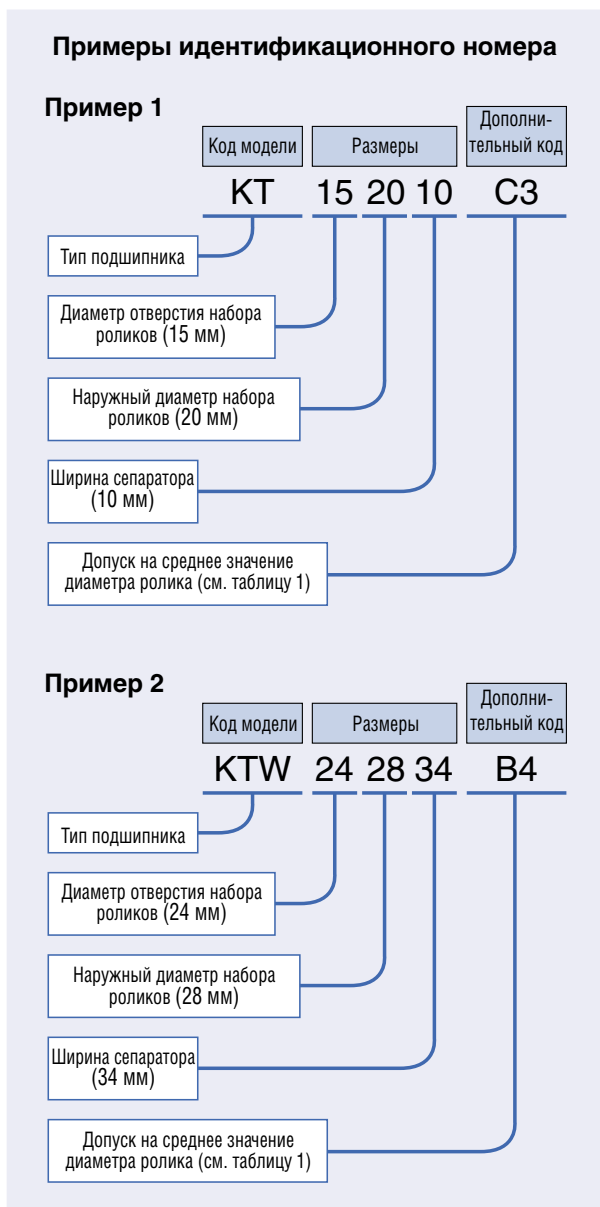 Примеры идентификационного номера
Пример 1
Код модели
Размеры
Дополни-
тельный код
KT 15 20 10 C3
Тип подшипника
Диаметр отверстия набора
роликов (15 мм)
Наружный диаметр набора
роликов (20 мм)
Ширина сепаратора
(10 мм)
Допуск на среднее значение
диаметра ролика (см. таблицу 1)
Пример 2
Код модели
Размеры
Дополни-
тельный код
KTW 24 28 34 B4
Тип подшипника
Диаметр отверстия набора
роликов (24 мм)
Наружный диаметр набора
роликов (28 мм)
Ширина сепаратора
(34 мм)
Допуск на среднее значение
диаметра ролика (см. таблицу 1)